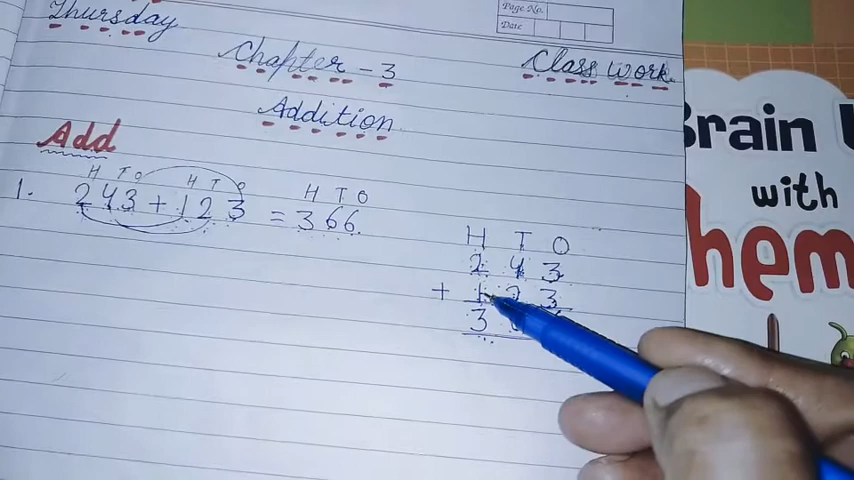 Page No.
Date
Thursday
Chapter - 3
Class Work
Addition
Add
H T O H T O H T O
1. 243 + 123 = 366
H T O
2 4 3
+ 1 2 3
3
Brain
with